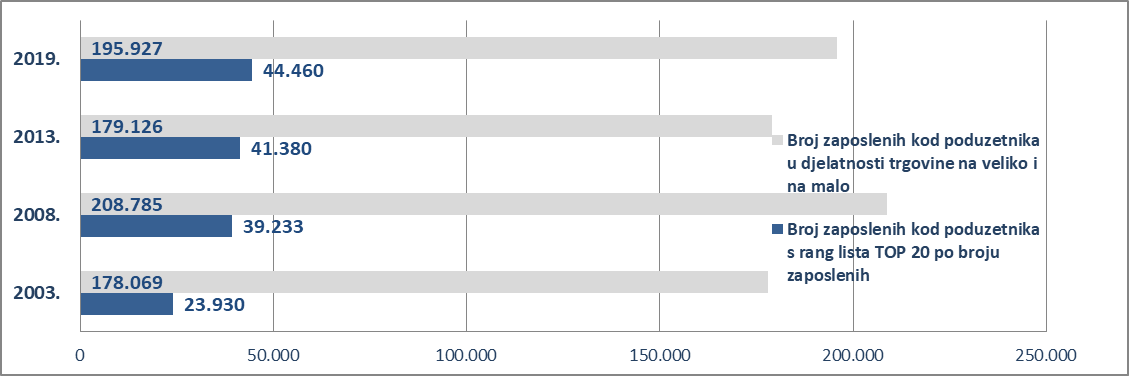 2019.
195.927
44.460
2013.
179.126
41.380
2008.
208.785
39.233
2003.
178.069
23.930
Broj zaposlenih kod poduzetnika
u djelatnosti trgovine na veliko i
na malo
Broj zaposlenih kod poduzetnika
s rang lista TOP 20 po broju
zaposlenih
0 50.000 100.000 150.000 200.000 250.000